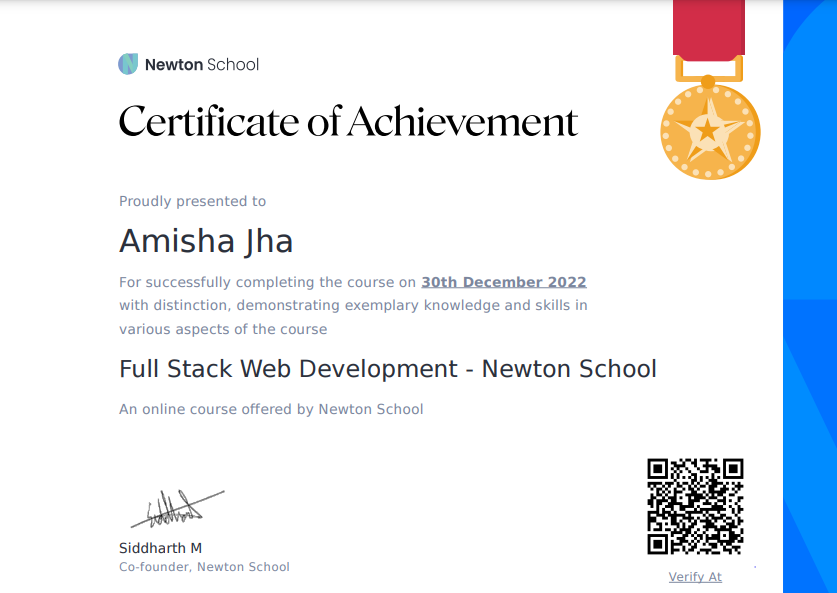 Newton School
Certificate of Achievement
Proudly presented to
Amisha Jha
For successfully completing the course on 30th December 2022
with distinction, demonstrating exemplary knowledge and skills in
various aspects of the course
Full Stack Web Development - Newton School
An online course offered by Newton School
Siddharth M
Co-founder, Newton School
Verify At